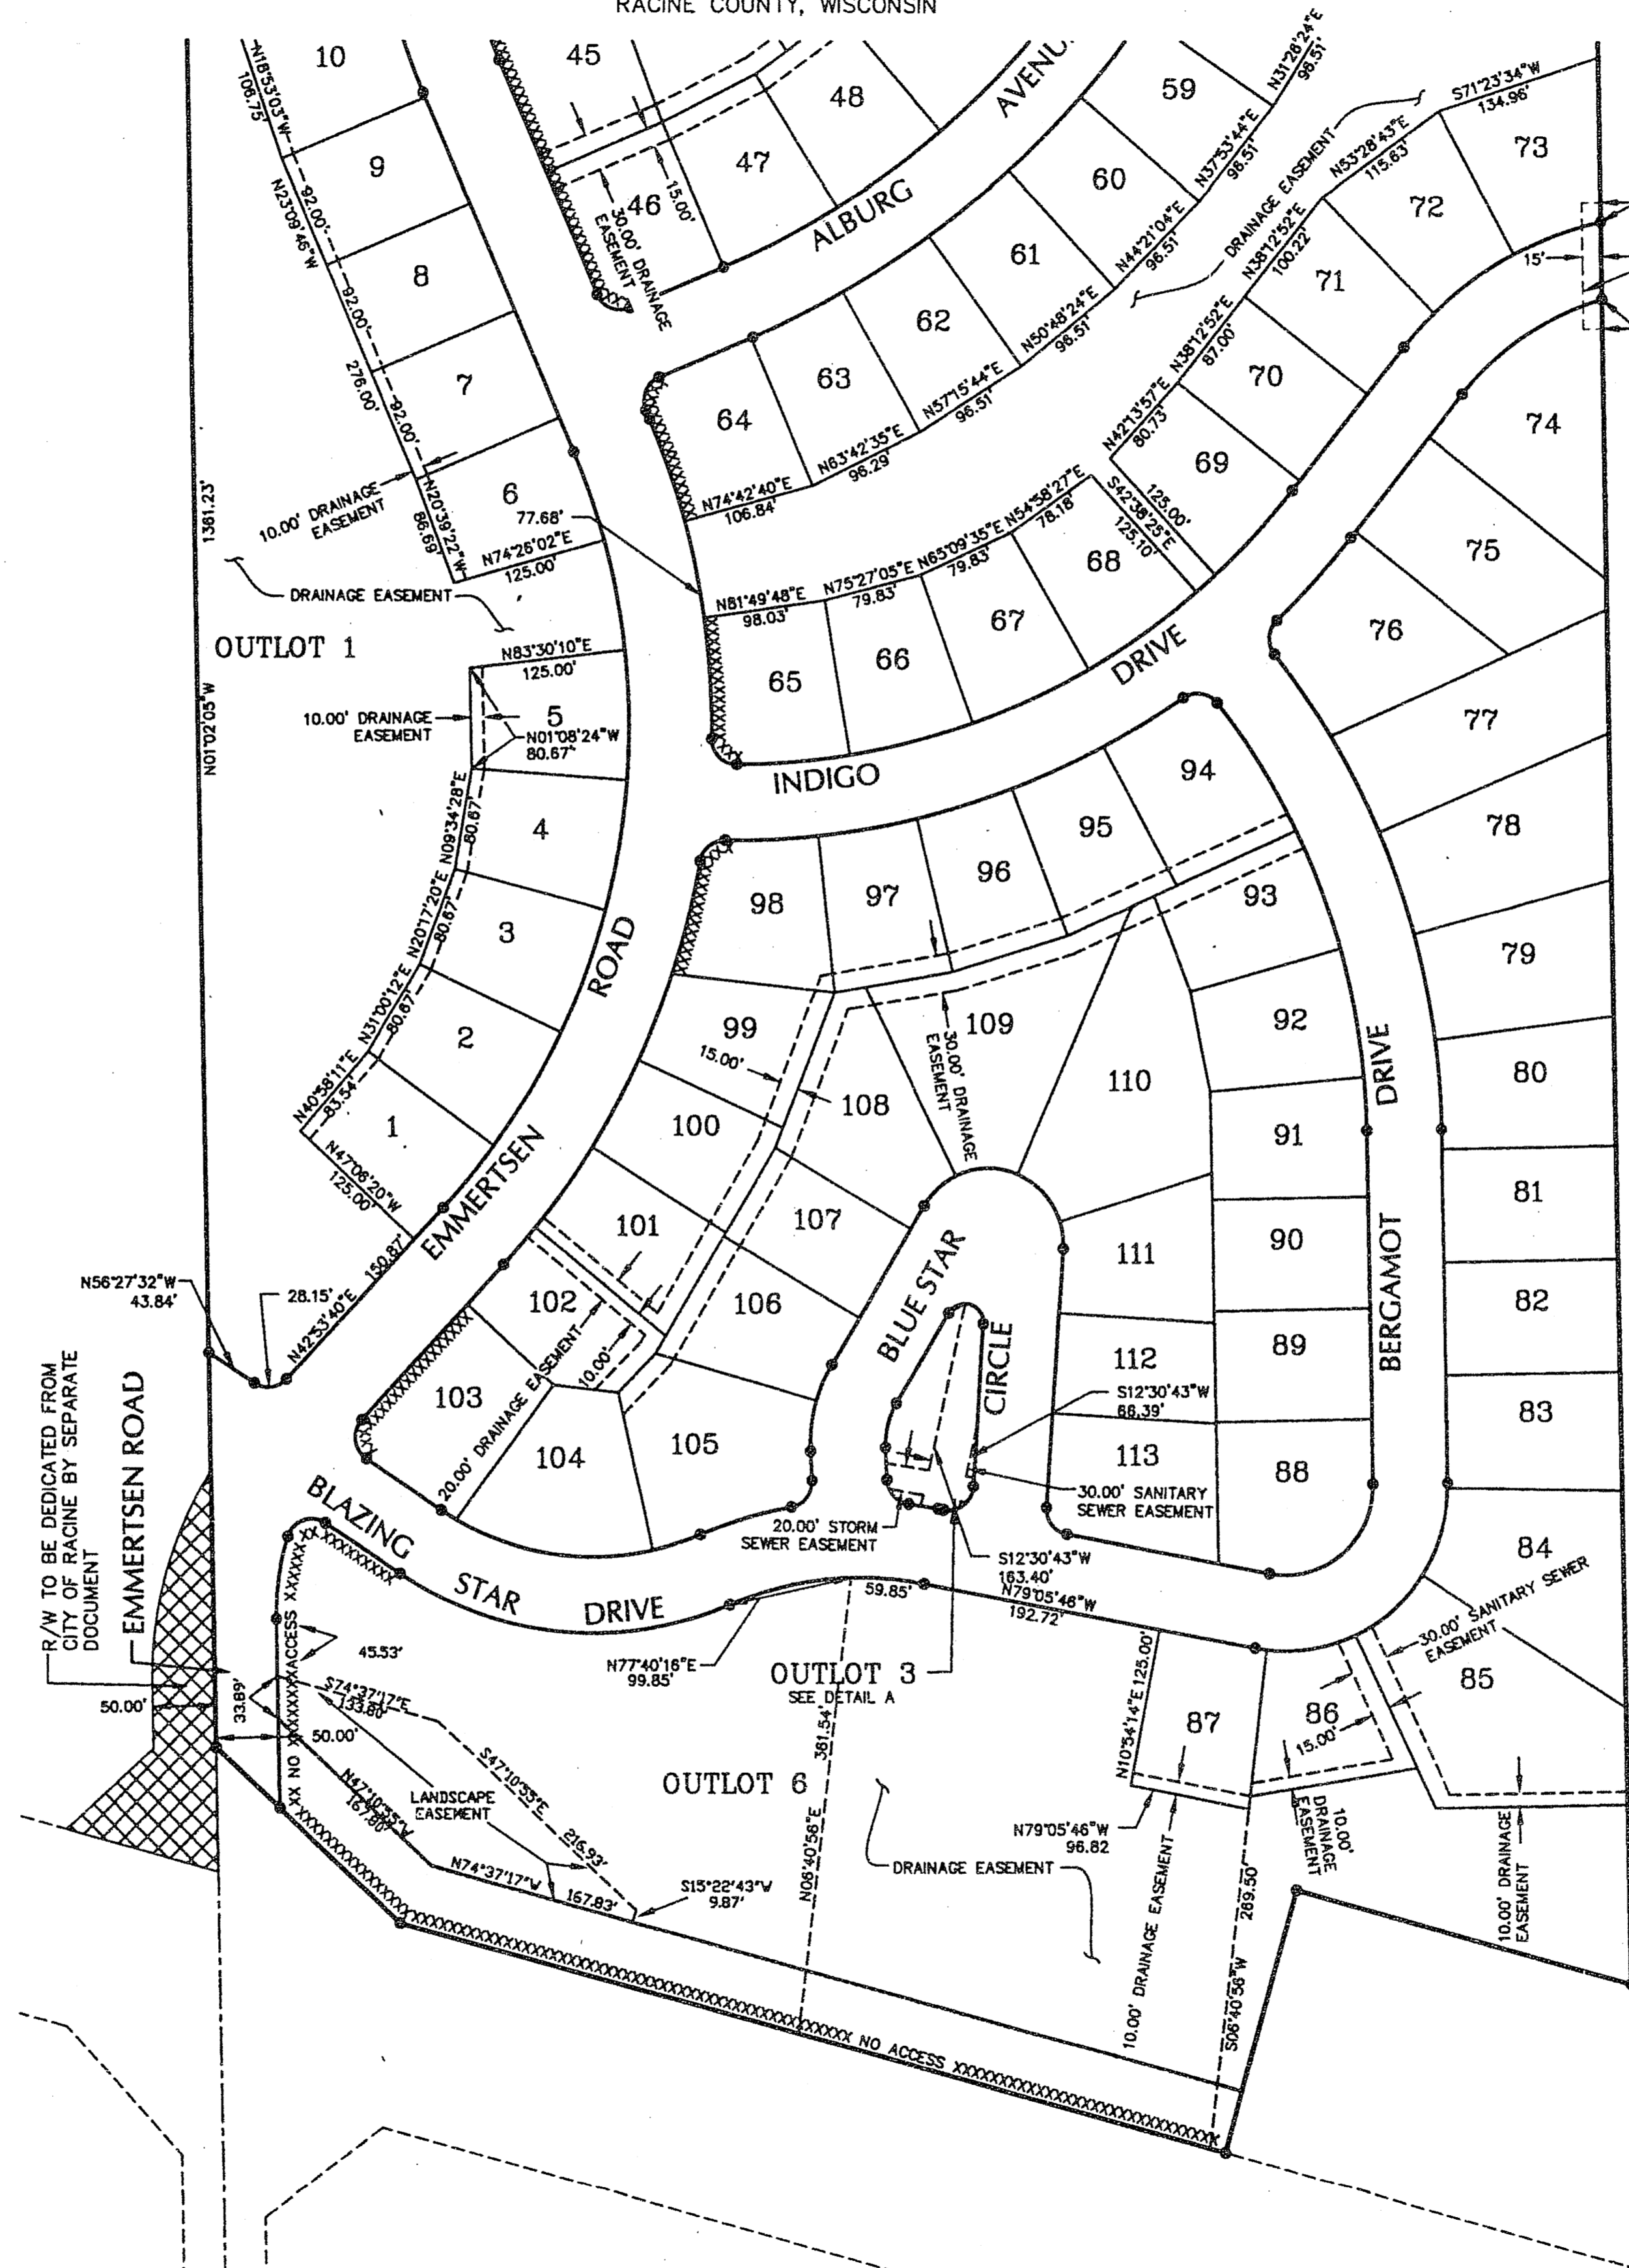 RACINE COUNTY, WISCONSIN
10
45
48
59
N31°26'24"E
96.51'
S71°23'34"W
134.96'
N18°53'03"W
106.75'
AVENU
9
47
60
N37°53'44"E
96.51'
DRAINAGE EASEMENT
N53°28'43"E
115.63'
73
92.00'
N23°09'46"W
46
15.00'
30.00' DRAINAGE
EASEMENT
ALBURG
61
N44°21'04"E
96.51'
N38°12'52"E
100.22'
72
8
92.00'
276.00'
62
N50°48'24"E
96.51'
71
15'
7
92.00'
63
N57°15'44"E
96.51'
N38°12'52"E
87.00'
70
64
N63°42'35"E
96.29'
N42°13'57"E
80.73'
69
74
1361.23'
10.00' DRAINAGE
EASEMENT
6
77.68'
N74°42'40"E
106.84'
N20°39'22"W
86.69'
N74°26'02"E
125.00'
N54°58'27"E
78.18'
S42°38'25"E
125.10'
125.00'
75
DRAINAGE EASEMENT
N81°49'48"E
98.03'
N75°27'05"E
79.83'
N65°09'35"E
79.83'
68
67
66
65
76
OUTLOT 1
N83°30'10"E
125.00'
N01°02'05"W
10.00' DRAINAGE
EASEMENT
5
N01°08'24"W
80.67'
INDIGO
DRIVE
77
94
78
4
N09°34'28"E
80.67'
95
96
97
98
93
3
N20°17'20"E
80.67'
ROAD
79
2
N31°00'12"E
80.67'
99
15.00'
109
30.00' DRAINAGE
EASEMENT
92
80
110
108
DRIVE
1
N40°58'11"E
83.54'
N47°06'20"W
125.00'
100
91
81
EMMERTSEN
101
107
111
90
82
BERGAMOT
150.87'
N56°27'32"W
43.84'
28.15'
N42°53'40"E
102
106
BLUE STAR
CIRCLE
112
89
S12°30'43"W
66.39'
83
103
20.00' DRAINAGE EASEMENT
10.00'
104
105
113
88
30.00' SANITARY
SEWER EASEMENT
20.00' STORM
SEWER EASEMENT
S12°30'43"W
163.40'
R/W TO BE DEDICATED FROM
CITY OF RACINE BY SEPARATE
DOCUMENT
EMMERTSEN ROAD
BLAZING
STAR
DRIVE
59.85'
N79°05'46"W
192.72'
84
30.00' SANITARY SEWER
EASEMENT
45.53'
N77°40'16"E
99.85'
OUTLOT 3
SEE DETAIL A
N10°54'14"E 125.00'
87
86
15.00'
85
50.00'
33.89'
XX NO XXXXXXXACCESS XXXXXX
S74°37'17"E
133.80'
50.00'
LANDSCAPE
EASEMENT
N47°10'55"W
167.80'
S47°10'55"E
216.93'
OUTLOT 6
381.54'
N06°40'56"E
N79°05'46"W
96.82
DRAINAGE EASEMENT
10.00' DRAINAGE EASEMENT
10.00'
DRAINAGE
EASEMENT
10.00' DRAINAGE
EASEMENT
N74°37'17"W
167.83'
S15°22'43"W
9.87'
269.50'
S06°40'56"W
NO ACCESS